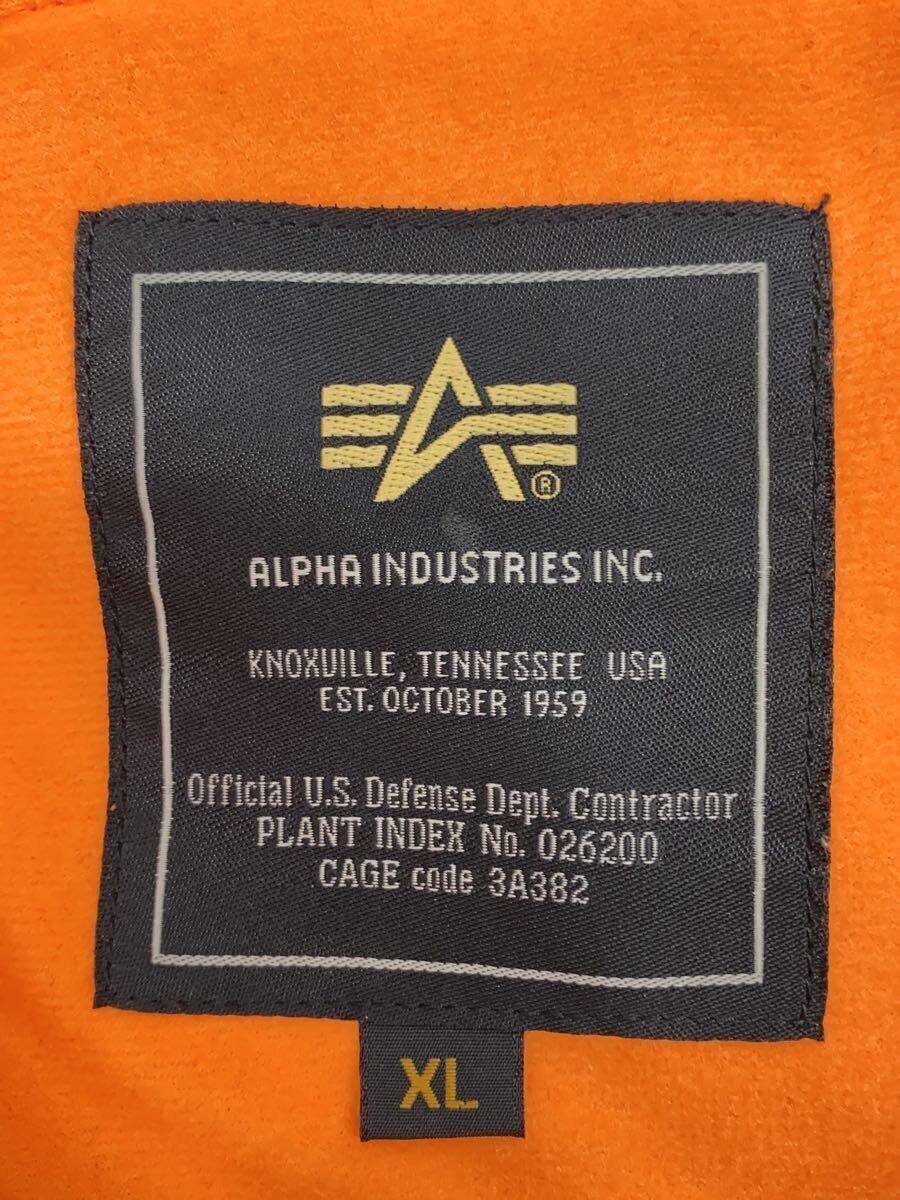 ®
ALPHA INDUSTRIES INC.
KNOXVILLE, TENNESSEE USA
EST. OCTOBER 1959
Official U.S. Defense Dept. Contractor
PLANT INDEX No. 026200
CAGE code 3A382
XL